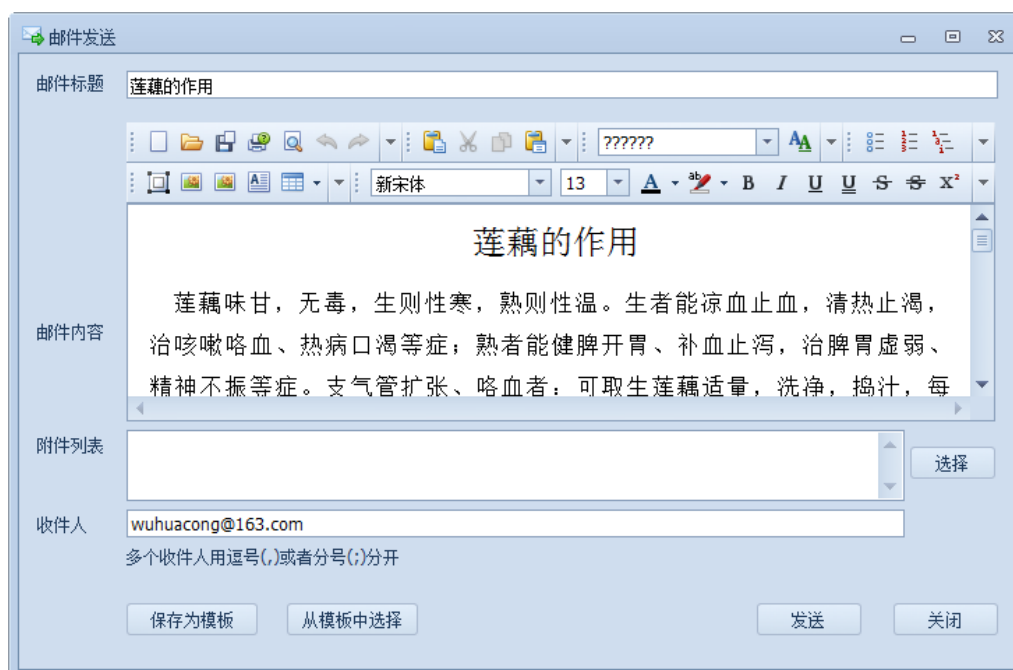 邮件发送
邮件标题
莲藕的作用
??????
新宋体
13
A
ab
B I U U S S X²
莲藕的作用
莲藕味甘，无毒，生则性寒，熟则性温。生者能凉血止血，清热止渴，
治咳嗽咯血、热病口渴等症；熟者能健脾开胃、补血止泻，治脾胃虚弱、
精神不振等症。支气管扩张、咯血者：可取生莲藕适量，洗净，捣汁，每
邮件内容
附件列表
选择
收件人
wuhuacong@163.com
多个收件人用逗号(,)或者分号(;)分开
保存为模板
从模板中选择
发送
关闭